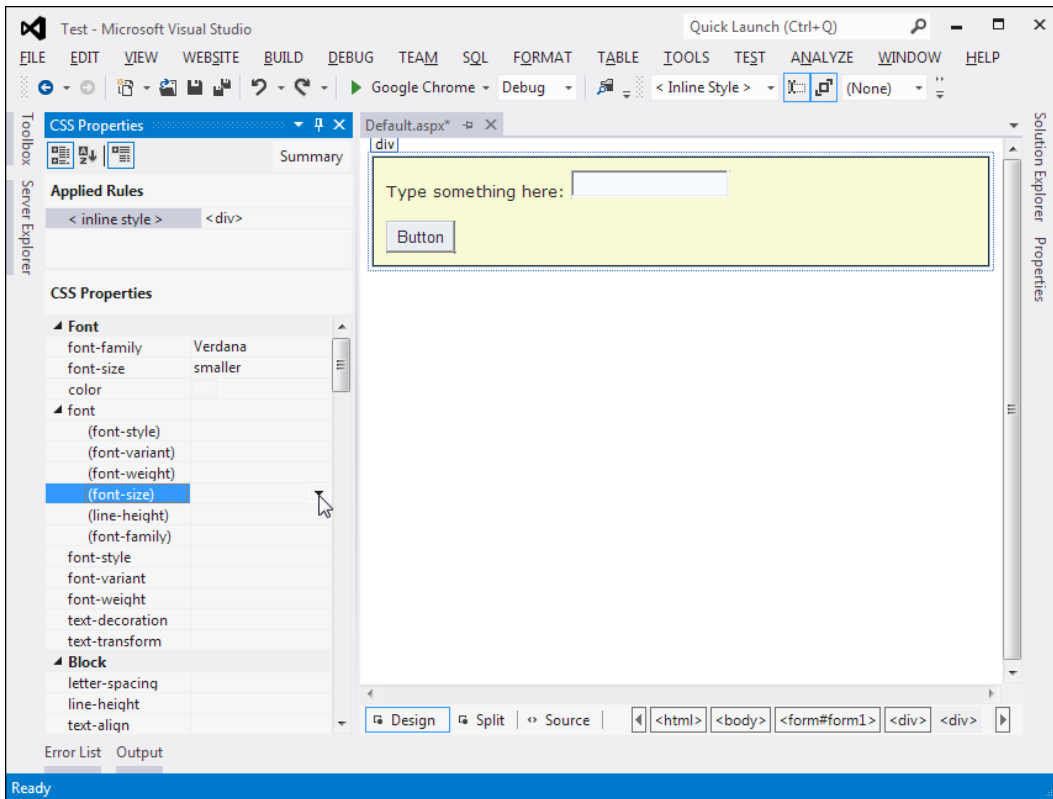 Test - Microsoft Visual Studio
Quick Launch (Ctrl+Q)
FILE EDIT VIEW WEBSITE BUILD DEBUG TEAM SQL FORMAT TABLE TOOLS TEST ANALYZE WINDOW HELP
Google Chrome Debug < Inline Style > (None)
Toolbox
Server Explorer
CSS Properties
Summary
Applied Rules
< inline style > <div>
CSS Properties
Font
font-family Verdana
font-size smaller
color
font
(font-style)
(font-variant)
(font-weight)
(font-size)
(line-height)
(font-family)
font-style
font-variant
font-weight
text-decoration
text-transform
Block
letter-spacing
line-height
text-align
Default.aspx*
div
Type something here:
Button
Design Split Source <html> <body> <form#form1> <div> <div>
Solution Explorer
Properties
Error List Output
Ready